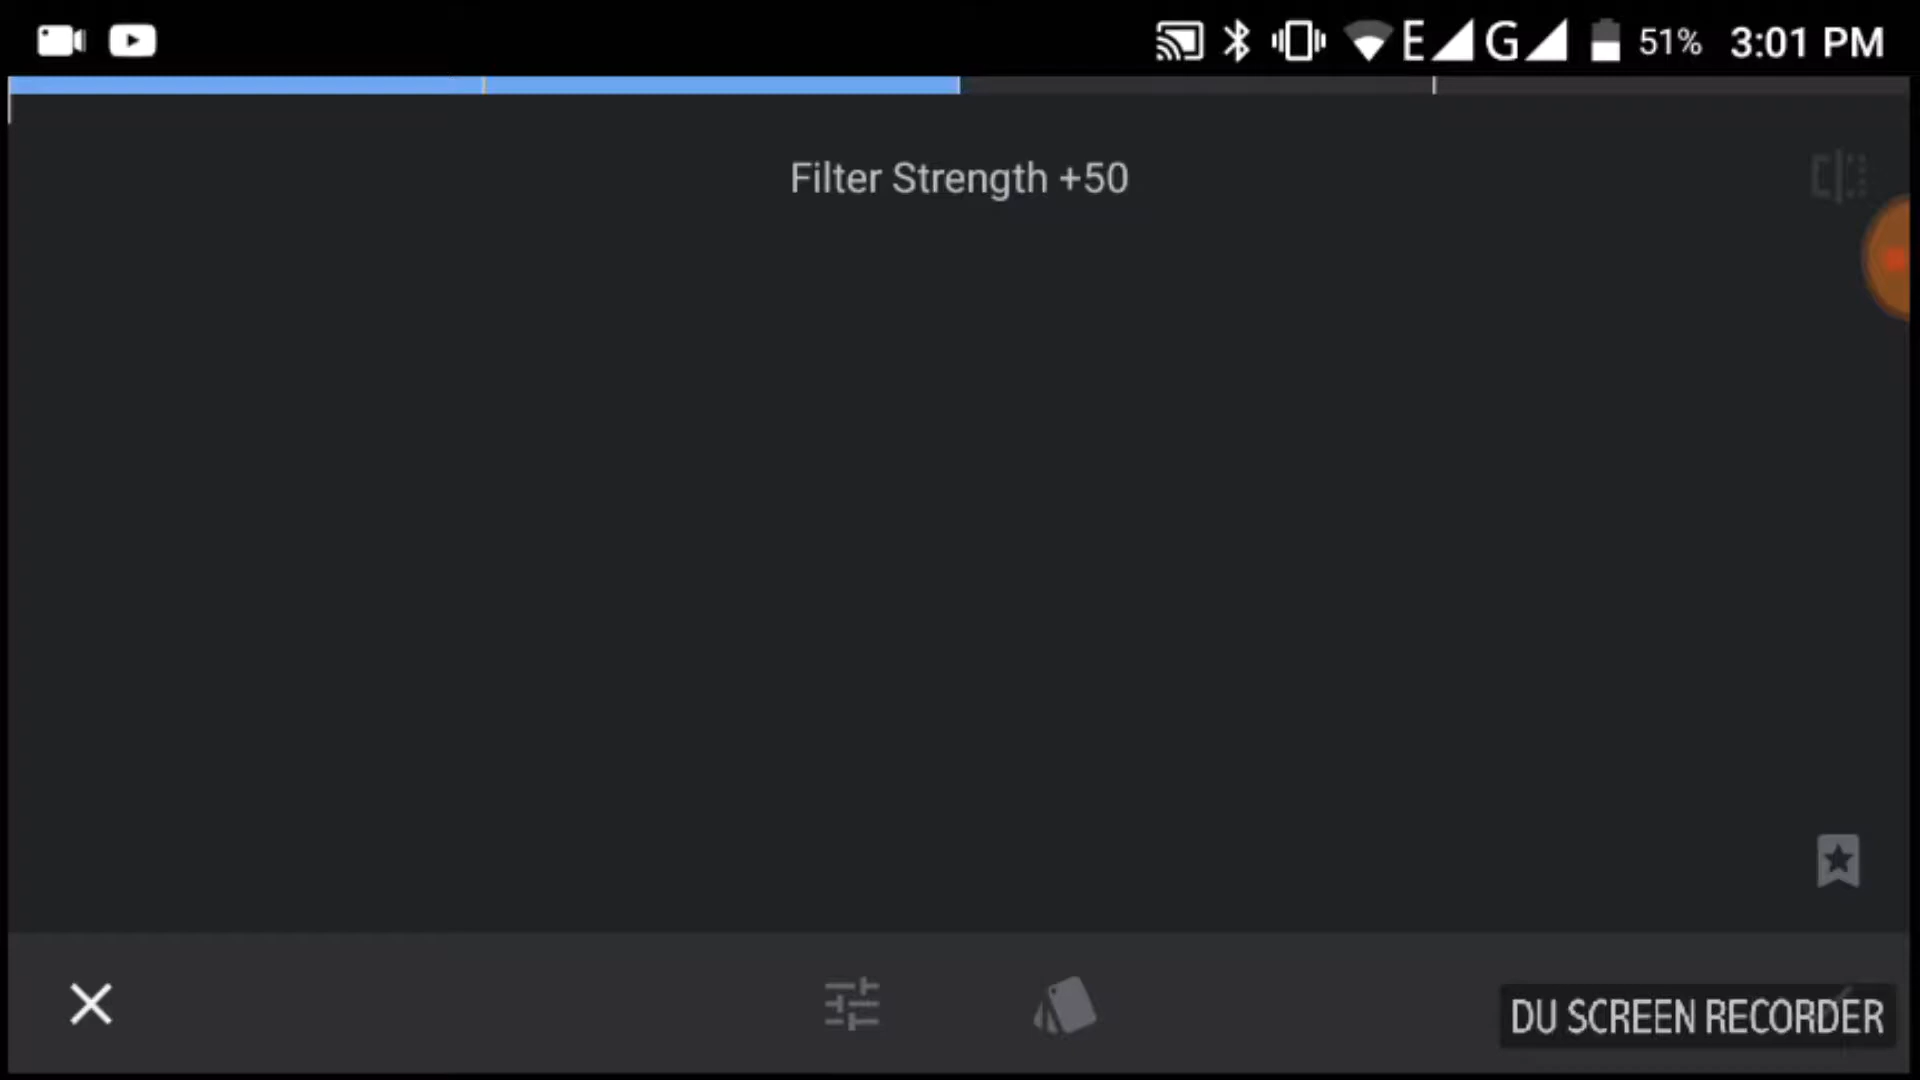 E G 51% 3:01 PM
Filter Strength +50
DU SCREEN RECORDER